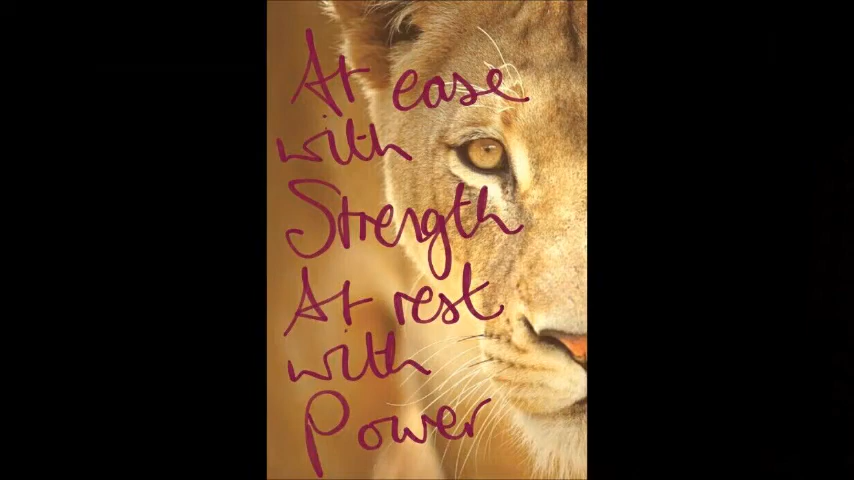 At ease
with
Strength
At rest
with
Power